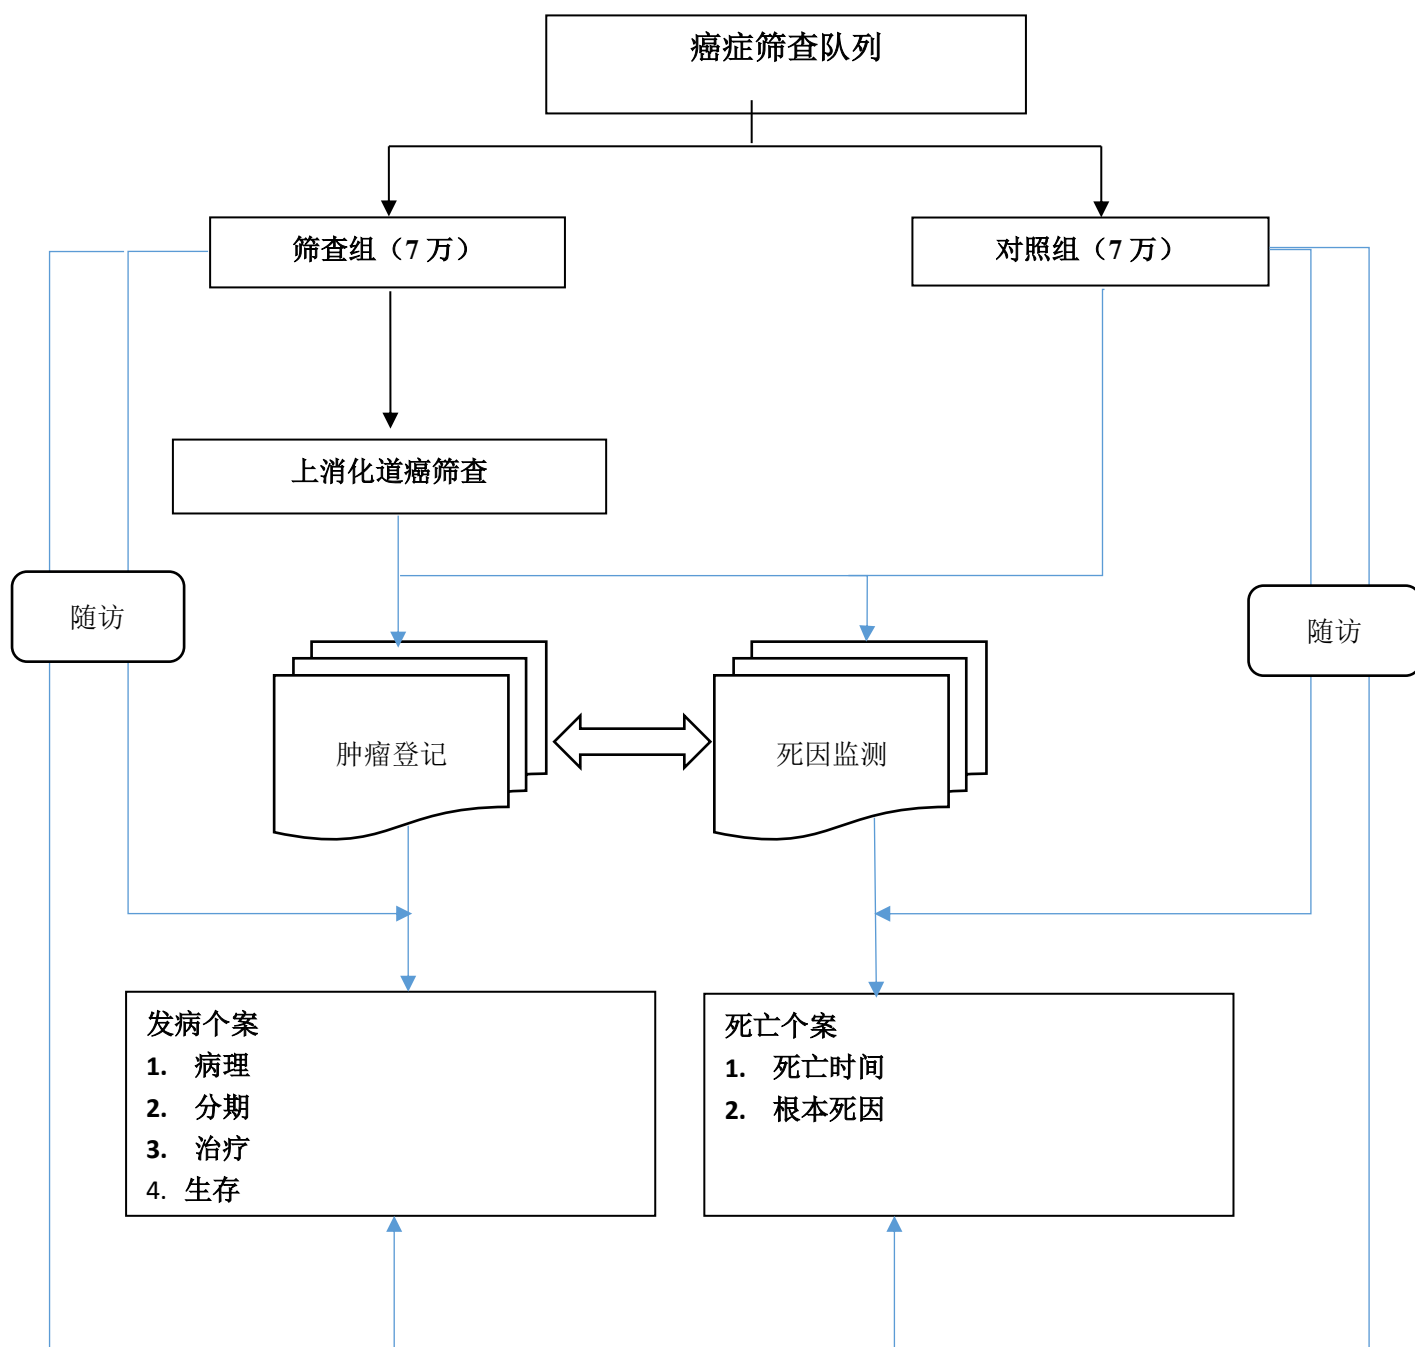 癌症筛查队列
筛查组（7 万）
对照组（7 万）
上消化道癌筛查
随访
随访
肿瘤登记
死因监测
发病个案
1. 病理
2. 分期
3. 治疗
4. 生存
死亡个案
1. 死亡时间
2. 根本死因